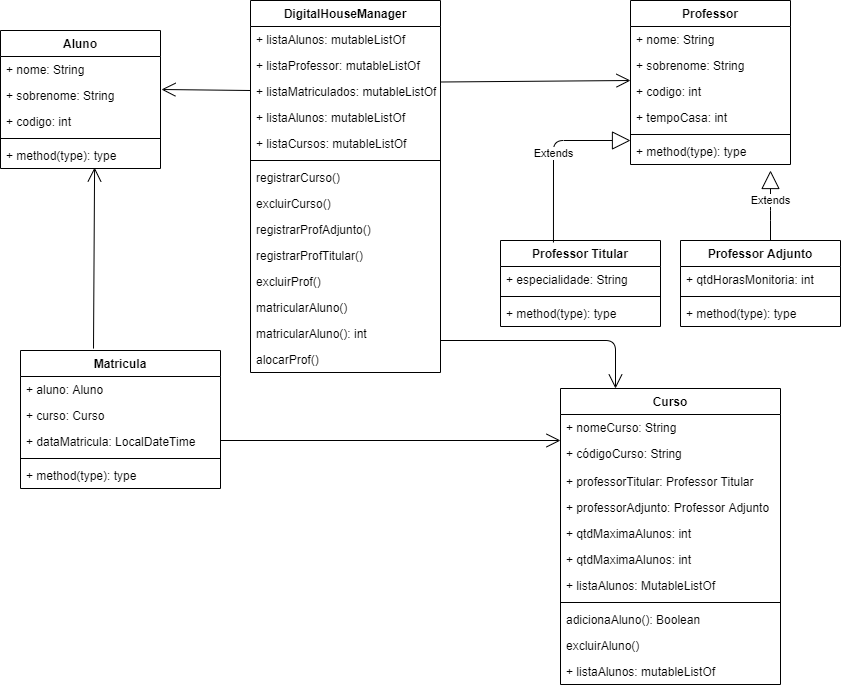 Aluno
+ nome: String
+ sobrenome: String
+ codigo: int
+ method(type): type
DigitalHouseManager
+ listaAlunos: mutableListOf
+ listaProfessor: mutableListOf
+ listaMatriculados: mutableListOf
+ listaAlunos: mutableListOf
+ listaCursos: mutableListOf
registrarCurso()
excluirCurso()
registrarProfAdjunto()
registrarProfTitular()
excluirProf()
matricularAluno()
matricularAluno(): int
alocarProf()
Professor
+ nome: String
+ sobrenome: String
+ codigo: int
+ tempoCasa: int
+ method(type): type
Extends
Extends
Professor Titular
+ especialidade: String
+ method(type): type
Professor Adjunto
+ qtdHorasMonitoria: int
+ method(type): type
Matricula
+ aluno: Aluno
+ curso: Curso
+ dataMatricula: LocalDateTime
+ method(type): type
Curso
+ nomeCurso: String
+ códigoCurso: String
+ professorTitular: Professor Titular
+ professorAdjunto: Professor Adjunto
+ qtdMaximaAlunos: int
+ qtdMaximaAlunos: int
+ listaAlunos: MutableListOf
adicionaAluno(): Boolean
excluirAluno()
+ listaAlunos: mutableListOf